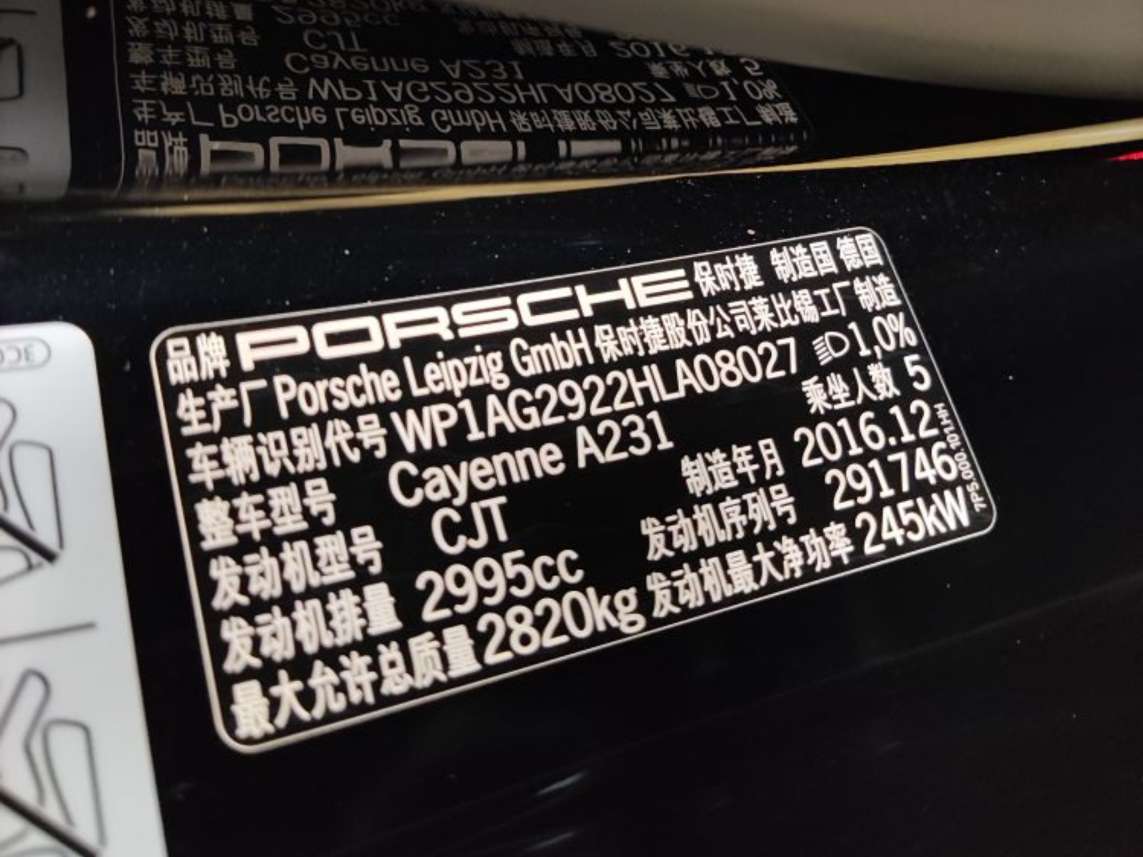 品牌 PORSCHE 保时捷 制造国 德国
生产厂 Porsche Leipzig GmbH 保时捷股份公司莱比锡工厂制造
车辆识别代号 WP1AG2922HLA08027 1,0%
整车型号 Cayenne A231 乘坐人数 5
发动机型号 CJT 制造年月 2016.12
发动机排量 2995cc 发动机序列号 291746
最大允许总质量 2820kg 发动机最大净功率 245kW
7P5.000.101.HH